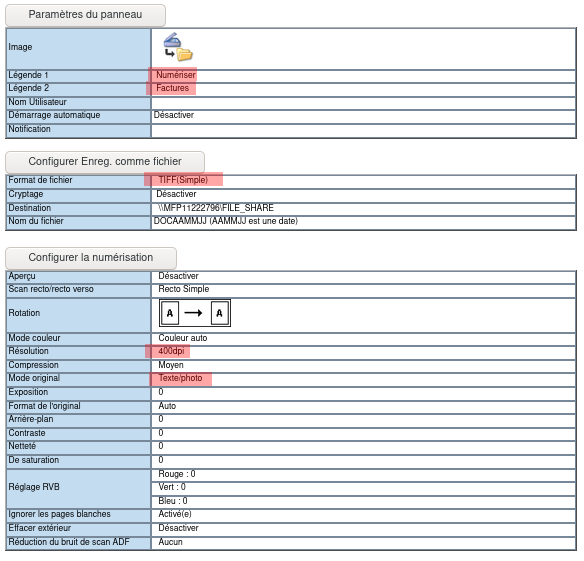 Paramètres du panneau
Image
Légende 1 Numériser
Légende 2 Factures
Nom Utilisateur
Démarrage automatique Désactiver
Notification
Configurer Enreg. comme fichier
Format de fichier TIFF(Simple)
Cryptage Désactiver
Destination \\MFP11222796\FILE_SHARE
Nom du fichier DOCAAMMJJ (AAMMJJ est une date)
Configurer la numérisation
Aperçu Désactiver
Scan recto/recto verso Recto Simple
Rotation A A
Mode couleur Couleur auto
Résolution 400dpi
Compression Moyen
Mode original Texte/photo
Exposition 0
Format de l'original Auto
Arrière-plan 0
Contraste 0
Netteté 0
De saturation 0
Réglage RVB Rouge : 0
Vert : 0
Bleu : 0
Ignorer les pages blanches Activé(e)
Effacer extérieur Désactiver
Réduction du bruit de scan ADF Aucun